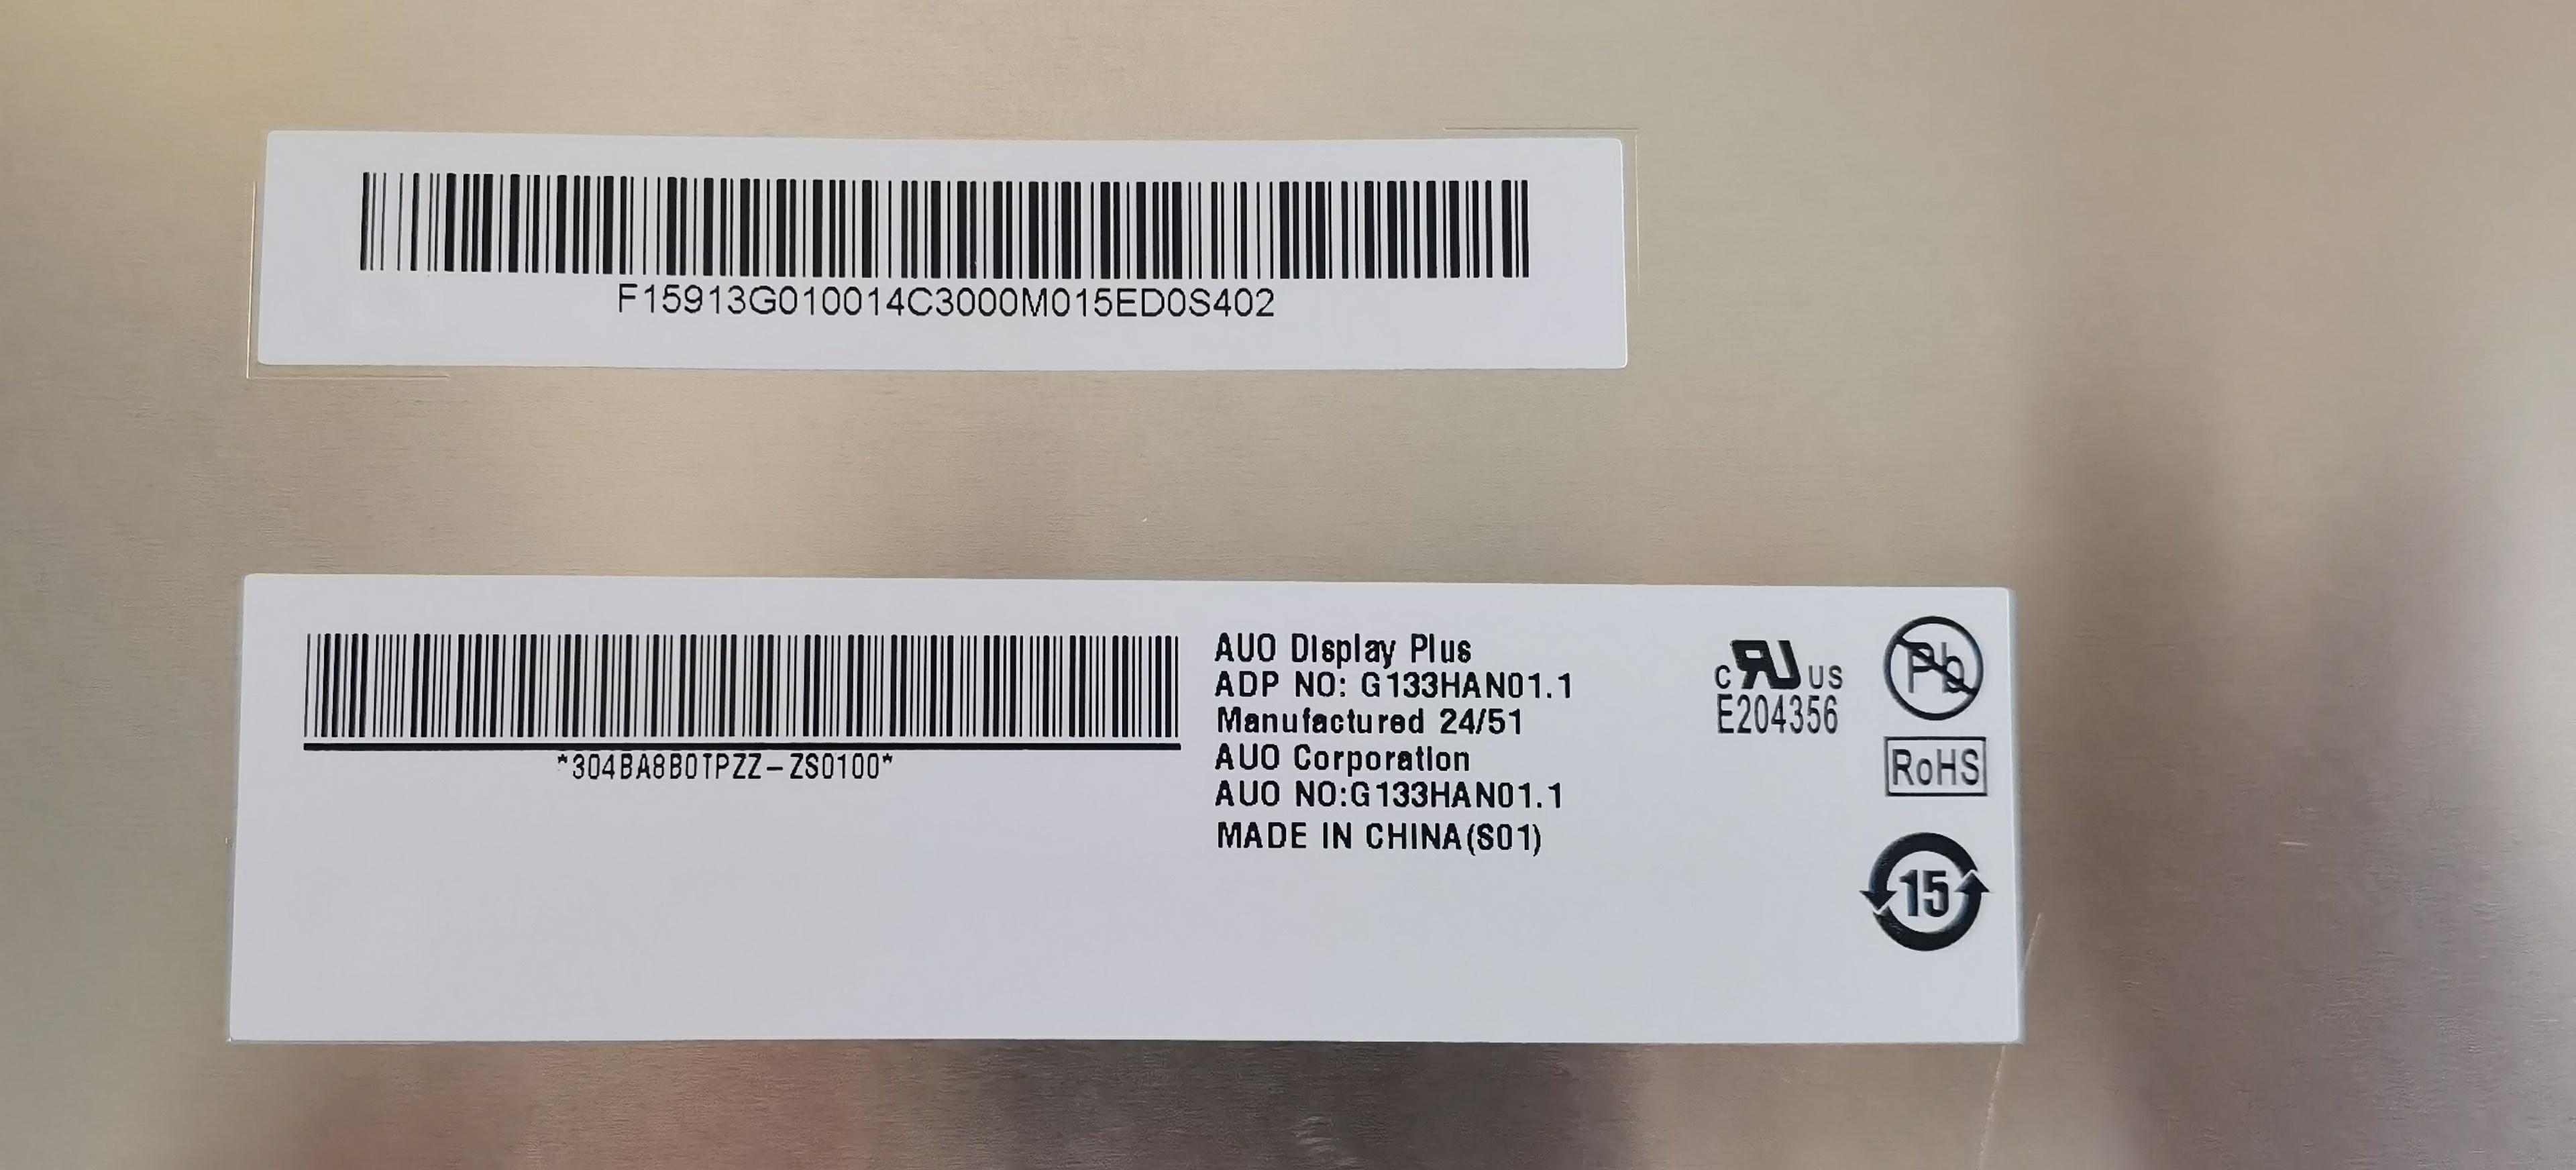 F15913G010014C3000M015ED0S402
*304BA8B0TPZZ-ZS0100*
AUO Display Plus
ADP NO: G133HAN01.1
Manufactured 24/51
AUO Corporation
AUO NO:G133HAN01.1
MADE IN CHINA(S01)
C RU US
E204356
Pb
RoHS
15